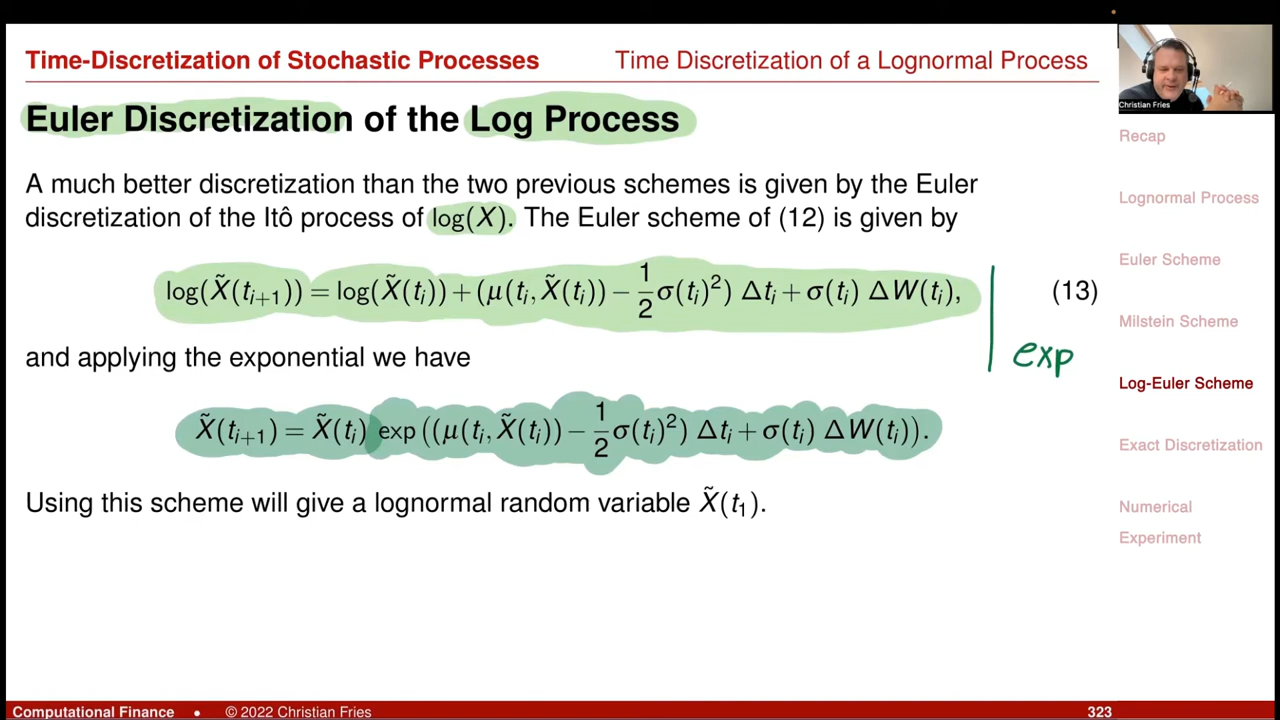 Time-Discretization of Stochastic Processes
Time Discretization of a Lognormal Process
Christian Fries
Euler Discretization of the Log Process
A much better discretization than the two previous schemes is given by the Euler
discretization of the Itô process of log(X). The Euler scheme of (12) is given by
log(X̃(tᵢ₊₁)) = log(X̃(tᵢ)) + (μ(tᵢ, X̃(tᵢ)) − 1/2 σ(tᵢ)²) Δtᵢ + σ(tᵢ) ΔW(tᵢ), (13)
and applying the exponential we have
exp
X̃(tᵢ₊₁) = X̃(tᵢ) exp ((μ(tᵢ, X̃(tᵢ)) − 1/2 σ(tᵢ)²) Δtᵢ + σ(tᵢ) ΔW(tᵢ)).
Using this scheme will give a lognormal random variable X̃(t₁).
Recap
Lognormal Process
Euler Scheme
Milstein Scheme
Log-Euler Scheme
Exact Discretization
Numerical
Experiment
Computational Finance • © 2022 Christian Fries
323